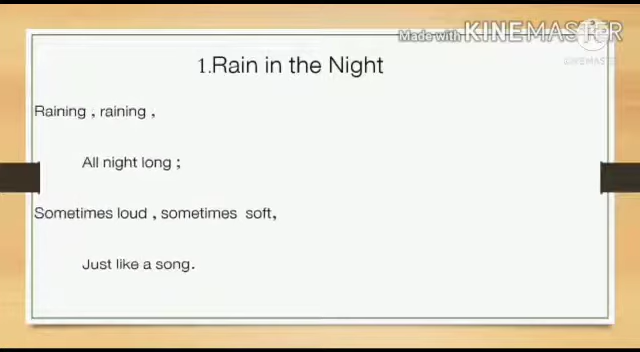 Made with KINEMASTER
KINEMASTER
1.Rain in the Night
Raining , raining ,
All night long ;
Sometimes loud , sometimes soft,
Just like a song.